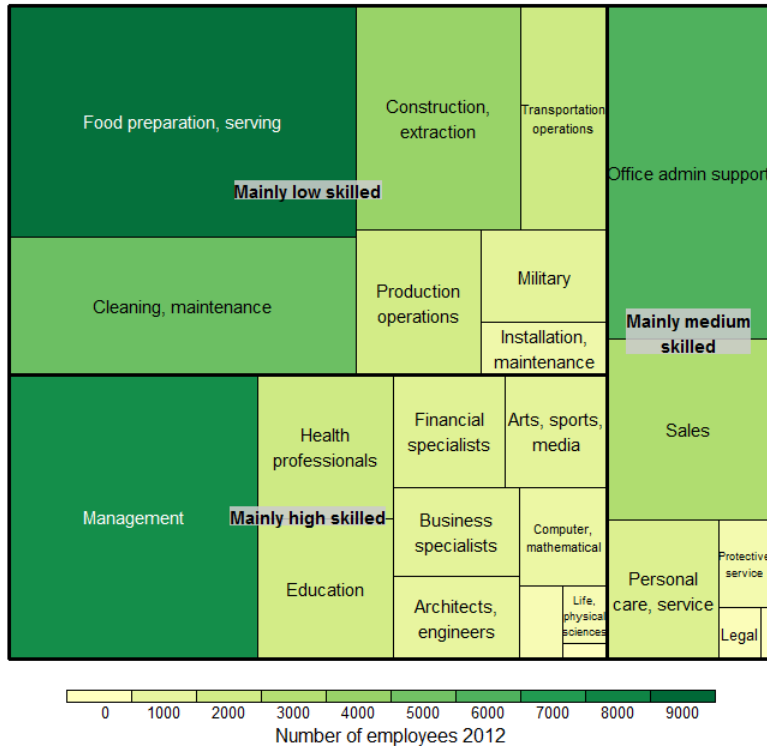 Food preparation, serving
Construction,
extraction
Transportation
operations
Mainly low skilled
Cleaning, maintenance
Production
operations
Military
Installation,
maintenance
Office admin support
Mainly medium
skilled
Sales
Personal
care, service
Protective
service
Legal
Management
Health
professionals
Mainly high skilled
Education
Financial
specialists
Arts, sports,
media
Business
specialists
Computer,
mathematical
Architects,
engineers
Life,
physical
sciences
0 1000 2000 3000 4000 5000 6000 7000 8000 9000
Number of employees 2012